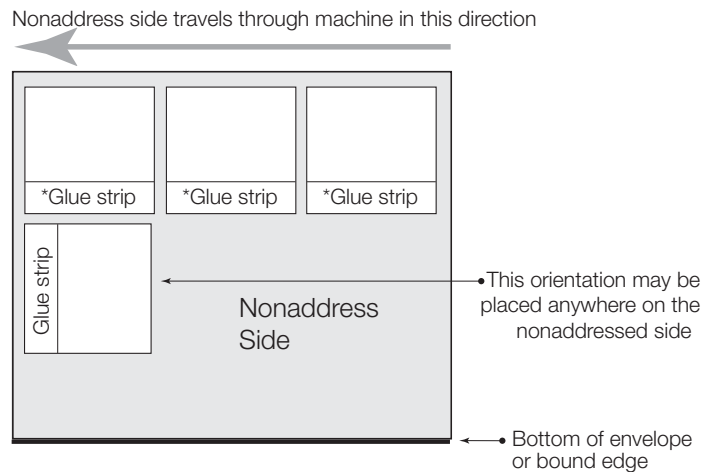 Nonaddress side travels through machine in this direction
*Glue strip
*Glue strip
*Glue strip
Glue strip
This orientation may be
placed anywhere on the
nonaddressed side
Nonaddress
Side
Bottom of envelope
or bound edge